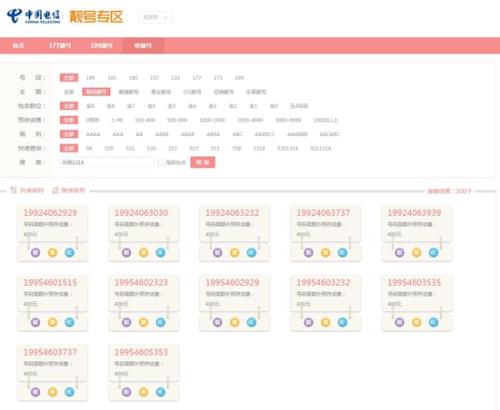 中国电信 CHINA TELECOM 靓号专区 北京市
首页 177靓号 199靓号 单靓号
号 段： 全部 189 181 180 153 133 177 173 199
主 题： 全部 情侣靓号 爱情靓号 事业靓号 8元靓号 吉祥靓号 乐享靓号
包含数位： 全部 含9 含8 含7 含6 含5 含4 含3 含2 含1 含0 无4号码
预存话费： 全部 0预存 1-99 100-499 500-999 1000-1999 2000-4999 5000-9999 10000以上
规 则： 全部 AAAA AAA AA AABB ABAB ABBA ABC AABBCC AAABBB ABCABC
快速查询： 全部 99 520 521 530 253 827 512 758 1314 5201314 5211314
搜 索： 示例1314 尾部包含 搜 索
升序排列 降序排列 搜索结果：500个
19924062929 19924063030 19924063232 19924063737 19924063939
号码需额外预存话费： 号码需额外预存话费： 号码需额外预存话费： 号码需额外预存话费： 号码需额外预存话费：
400元 400元 400元 400元 400元
19954601515 19954602323 19954602929 19954603232 19954603535
号码需额外预存话费： 号码需额外预存话费： 号码需额外预存话费： 号码需额外预存话费： 号码需额外预存话费：
400元 400元 400元 400元 400元
19954603737 19954605353
号码需额外预存话费： 号码需额外预存话费：
400元 400元